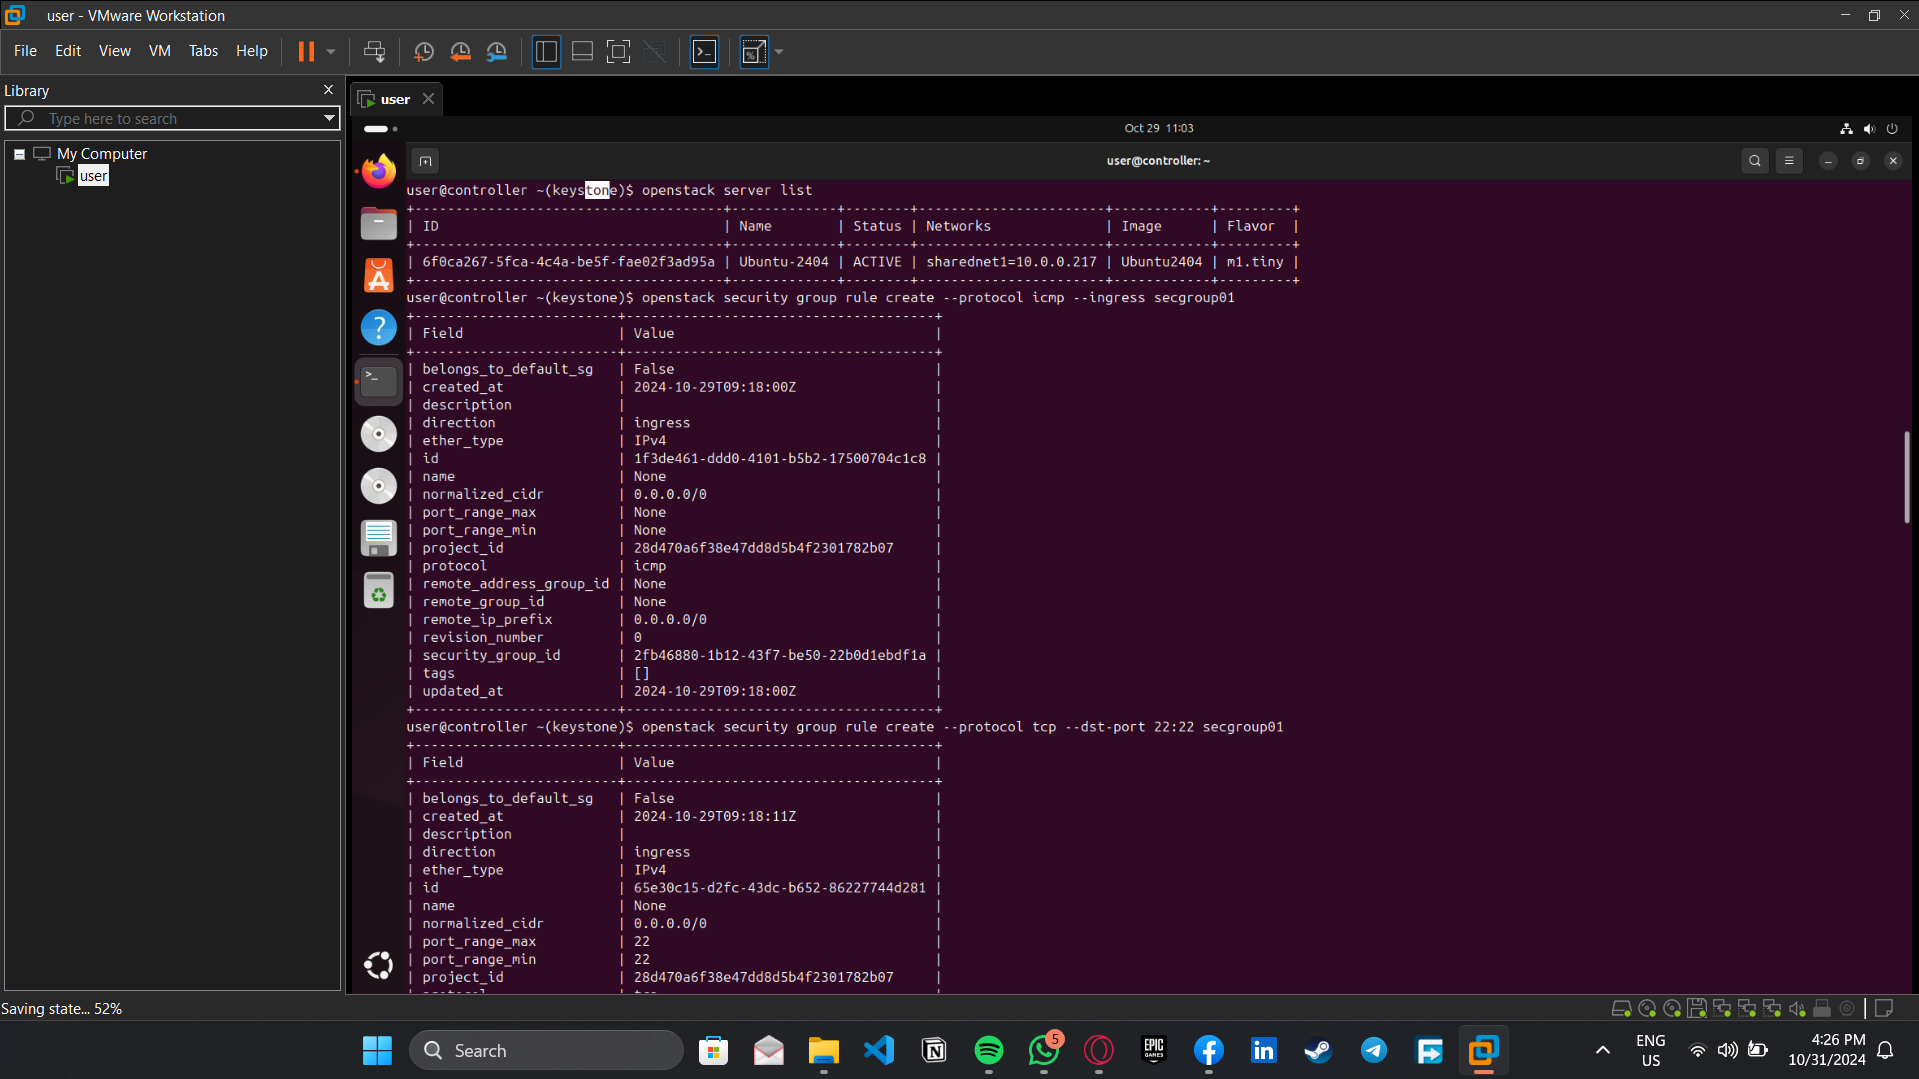 user - VMware Workstation
File Edit View VM Tabs Help
Library
Type here to search
My Computer
user
user
Oct 29 11:03
user@controller: ~
user@controller ~(keystone)$ openstack server list
+--------------------------------------+-------------+--------+-----------------------+------------+---------+
| ID | Name | Status | Networks | Image | Flavor |
+--------------------------------------+-------------+--------+-----------------------+------------+---------+
| 6f0ca267-5fca-4c4a-be5f-fae02f3ad95a | Ubuntu-2404 | ACTIVE | sharednet1=10.0.0.217 | Ubuntu2404 | m1.tiny |
+--------------------------------------+-------------+--------+-----------------------+------------+---------+
user@controller ~(keystone)$ openstack security group rule create --protocol icmp --ingress secgroup01
+-------------------------+--------------------------------------+
| Field | Value |
+-------------------------+--------------------------------------+
| belongs_to_default_sg | False |
| created_at | 2024-10-29T09:18:00Z |
| description | |
| direction | ingress |
| ether_type | IPv4 |
| id | 1f3de461-ddd0-4101-b5b2-17500704c1c8 |
| name | None |
| normalized_cidr | 0.0.0.0/0 |
| port_range_max | None |
| port_range_min | None |
| project_id | 28d470a6f38e47dd8d5b4f2301782b07 |
| protocol | icmp |
| remote_address_group_id | None |
| remote_group_id | None |
| remote_ip_prefix | 0.0.0.0/0 |
| revision_number | 0 |
| security_group_id | 2fb46880-1b12-43f7-be50-22b0d1ebdf1a |
| tags | [] |
| updated_at | 2024-10-29T09:18:00Z |
+-------------------------+--------------------------------------+
user@controller ~(keystone)$ openstack security group rule create --protocol tcp --dst-port 22:22 secgroup01
+-------------------------+--------------------------------------+
| Field | Value |
+-------------------------+--------------------------------------+
| belongs_to_default_sg | False |
| created_at | 2024-10-29T09:18:11Z |
| description | |
| direction | ingress |
| ether_type | IPv4 |
| id | 65e30c15-d2fc-43dc-b652-86227744d281 |
| name | None |
| normalized_cidr | 0.0.0.0/0 |
| port_range_max | 22 |
| port_range_min | 22 |
| project_id | 28d470a6f38e47dd8d5b4f2301782b07 |
Saving state... 52%
Search
5
EPIC GAMES
ENG
US
4:26 PM
10/31/2024